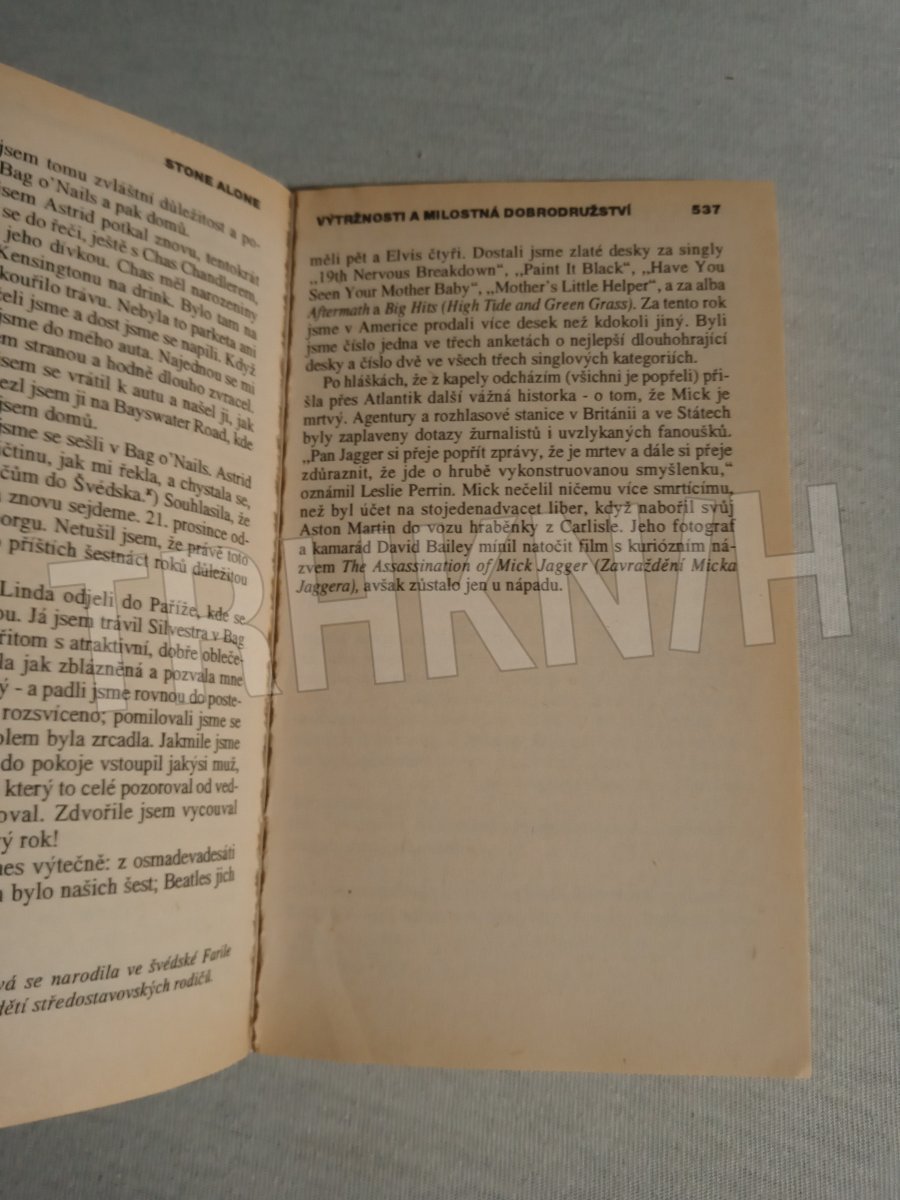 STONE ALONE
jsem tomu zvláštní důležitost a po-
Bag o'Nails a pak domů.
sem Astrid potkal znovu, tentokrát
se do řeči, ještě s Chas Chandlerem,
jeho dívkou. Chas měl narozeniny
Kensingtonu na drink. Bylo tam na
kouřilo trávu. Nebyla to parketa ani
teli jsme a dost jsme se napili. Když
jsme do mého auta. Najednou se mi
m stranou a hodně dlouho zvracel.
sem se vrátil k autu a našel ji, jak
ezl jsem ji na Bayswater Road, kde
jsem domů.
jsme se sešli v Bag o'Nails. Astrid
ičtinu, jak mi řekla, a chystala se,
čům do Švédska.*) Souhlasila, že
znovu sejdeme. 21. prosince od-
orgu. Netušil jsem, že právě toto
příštích šestnáct roků důležitou
Linda odjeli do Paříže, kde se
ou. Já jsem trávil Silvestra v Bag
řitom s atraktivní, dobře obleče-
la jak zblázněná a pozvala mne
ý - a padli jsme rovnou do poste-
rozsvíceno; pomilovali jsme se
blem byla zrcadla. Jakmile jsme
do pokoje vstoupil jakýsi muž,
který to celé pozoroval od ved-
oval. Zdvořile jsem vycouval
ý rok!
nes výtečně: z osmadevadesáti
bylo našich šest; Beatles jich
vá se narodila ve švédské Farile
dětí středostavovských rodičů.
VÝTRŽNOSTI A MILOSTNÁ DOBRODRUŽSTVÍ 537
měli pět a Elvis čtyři. Dostali jsme zlaté desky za singly
„19th Nervous Breakdown“, „Paint It Black“, „Have You
Seen Your Mother Baby“, „Mother's Little Helper“, a za alba
Aftermath a Big Hits (High Tide and Green Grass). Za tento rok
jsme v Americe prodali více desek než kdokoli jiný. Byli
jsme číslo jedna ve třech anketách o nejlepší dlouhohrající
desky a číslo dvě ve všech třech singlových kategoriích.
Po hláškách, že z kapely odcházím (všichni je popřeli) při-
šla přes Atlantik další vážná historka - o tom, že Mick je
mrtvý. Agentury a rozhlasové stanice v Británii a ve Státech
byly zaplaveny dotazy žurnalistů i uvzlykaných fanoušků.
„Pan Jagger si přeje popřít zprávy, že je mrtev a dále si přeje
zdůraznit, že jde o hrubě vykonstruovanou smyšlenku,“
oznámil Leslie Perrin. Mick nečelil ničemu více smrtícímu,
než byl účet na stojedenadvacet liber, když nabořil svůj
Aston Martin do vozu hraběnky z Carlisle. Jeho fotograf
a kamarád David Bailey mínil natočit film s kuriózním ná-
zvem The Assassination of Mick Jagger (Zavraždění Micka
Jaggera), avšak zůstalo jen u nápadu.
TRHKNIH